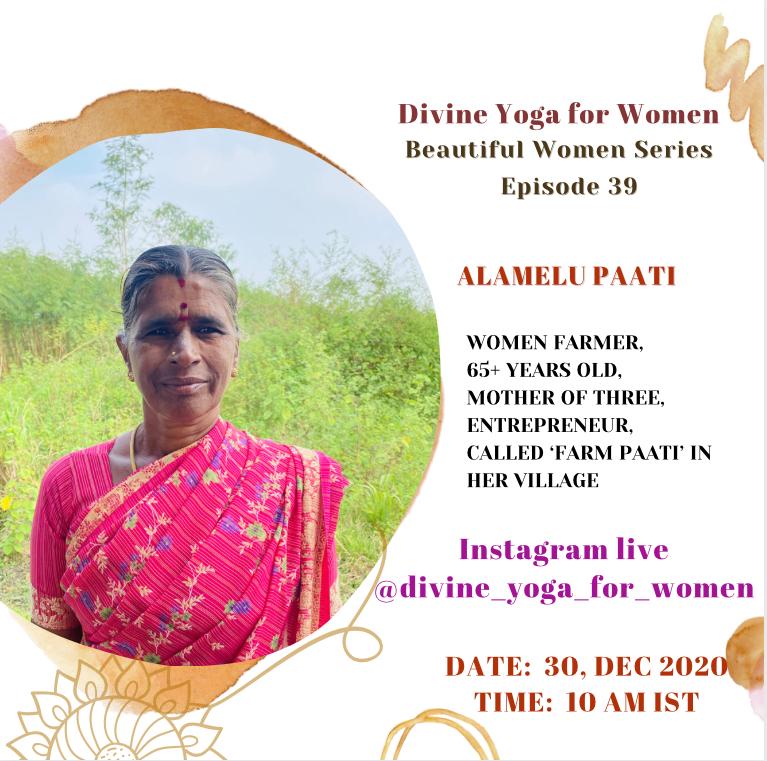 Divine Yoga for Women
Beautiful Women Series
Episode 39
ALAMELU PAATI
WOMEN FARMER,
65+ YEARS OLD,
MOTHER OF THREE,
ENTREPRENEUR,
CALLED ‘FARM PAATI’ IN
HER VILLAGE
Instagram live
@divine_yoga_for_women
DATE: 30, DEC 2020
TIME: 10 AM IST